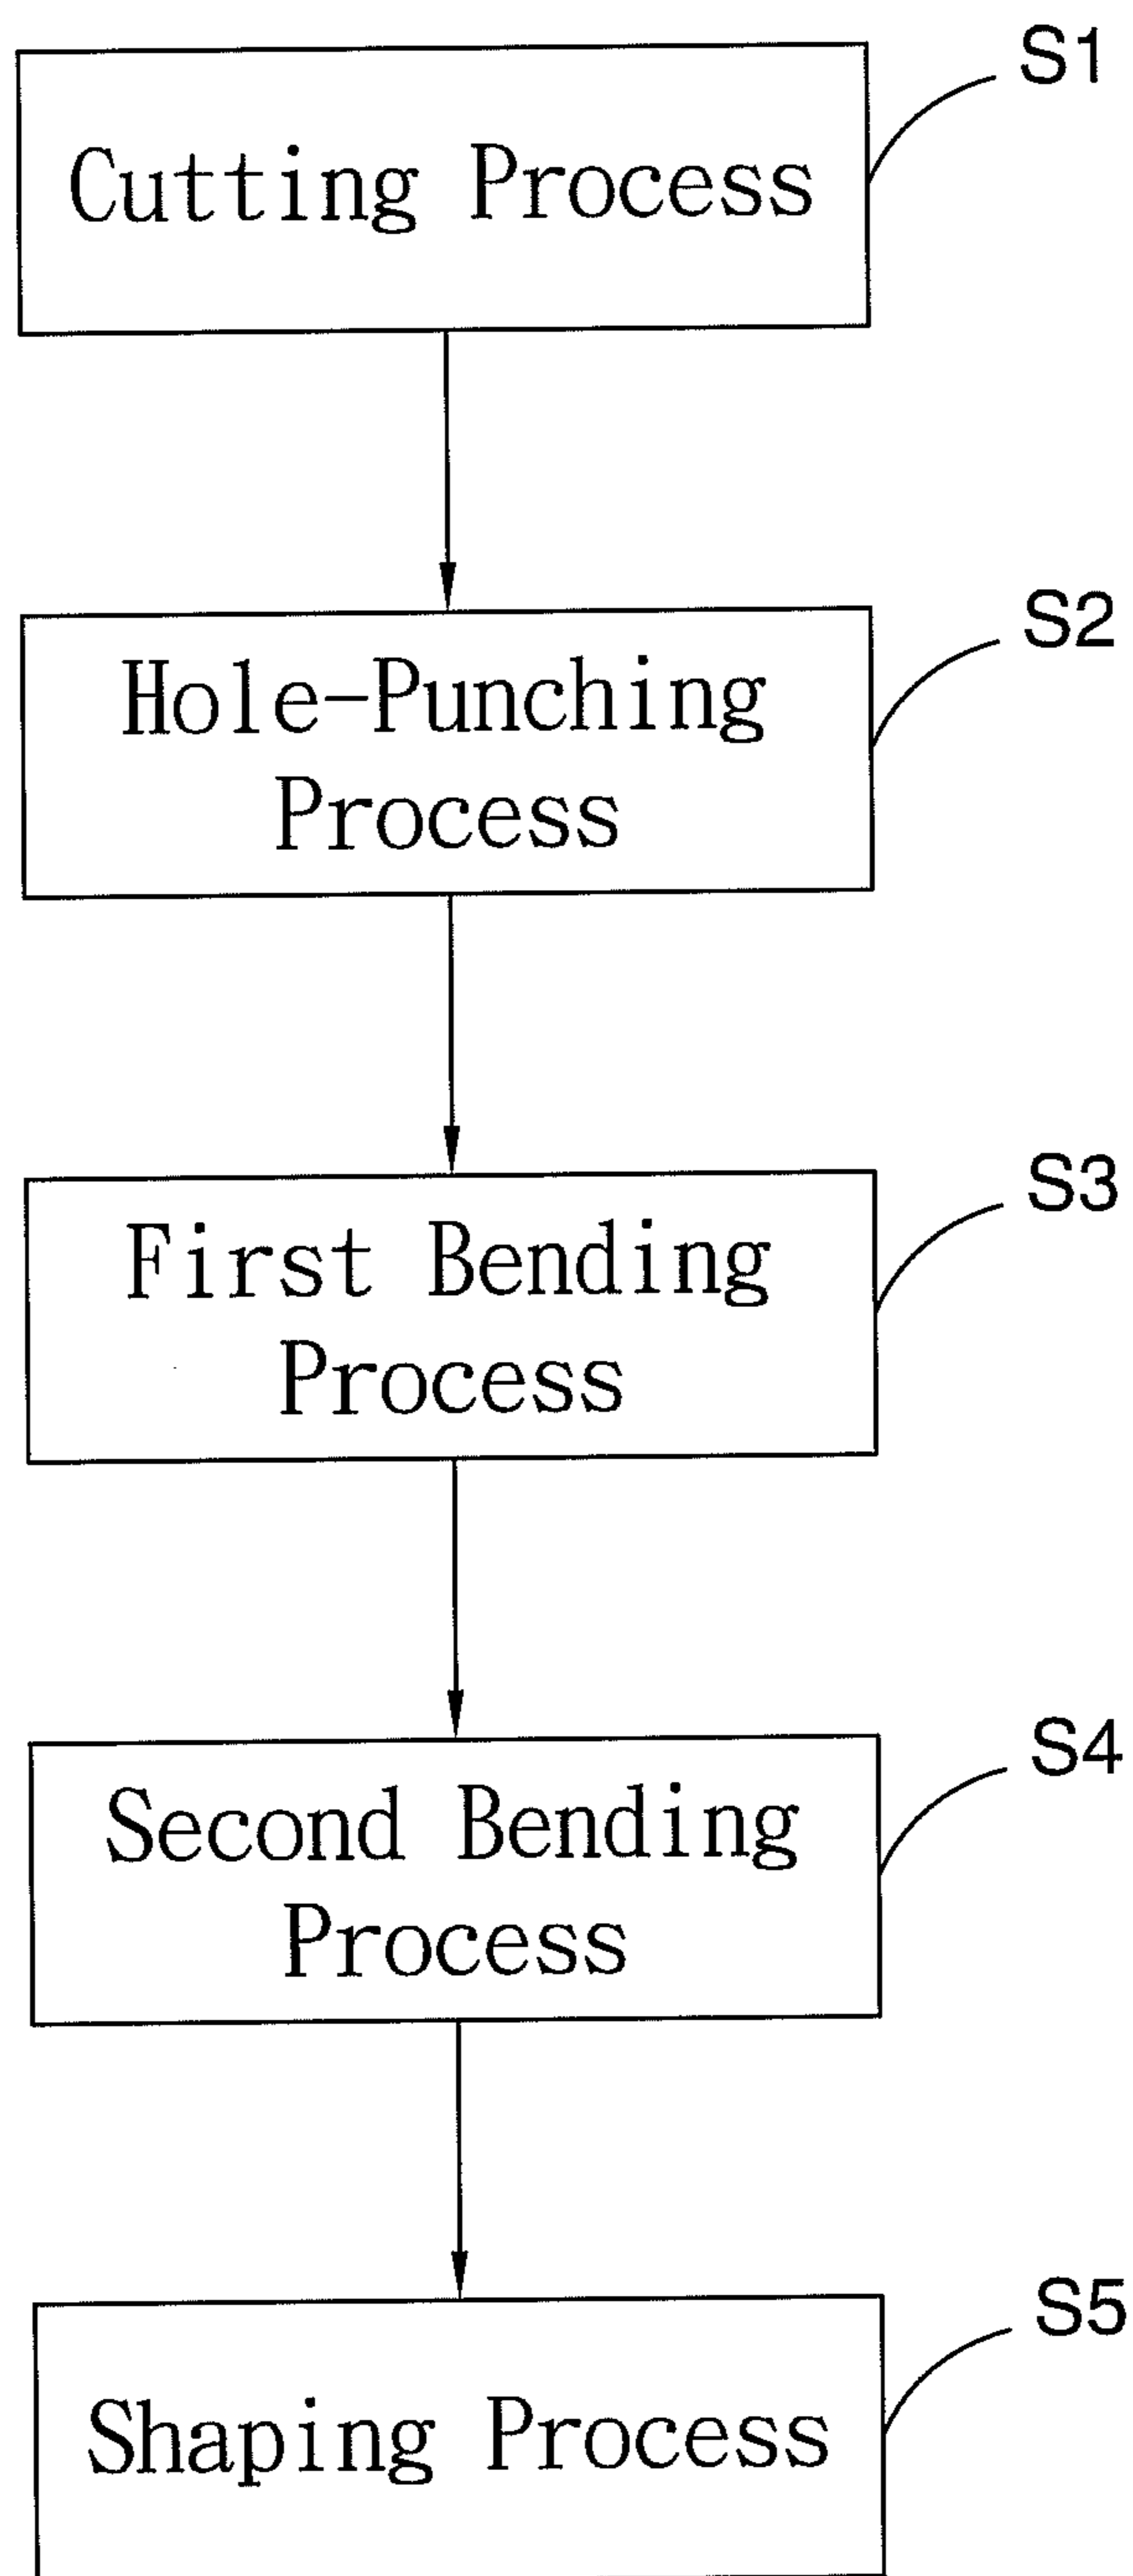 S1
Cutting Process
S2
Hole-Punching
Process
S3
First Bending
Process
S4
Second Bending
Process
S5
Shaping Process